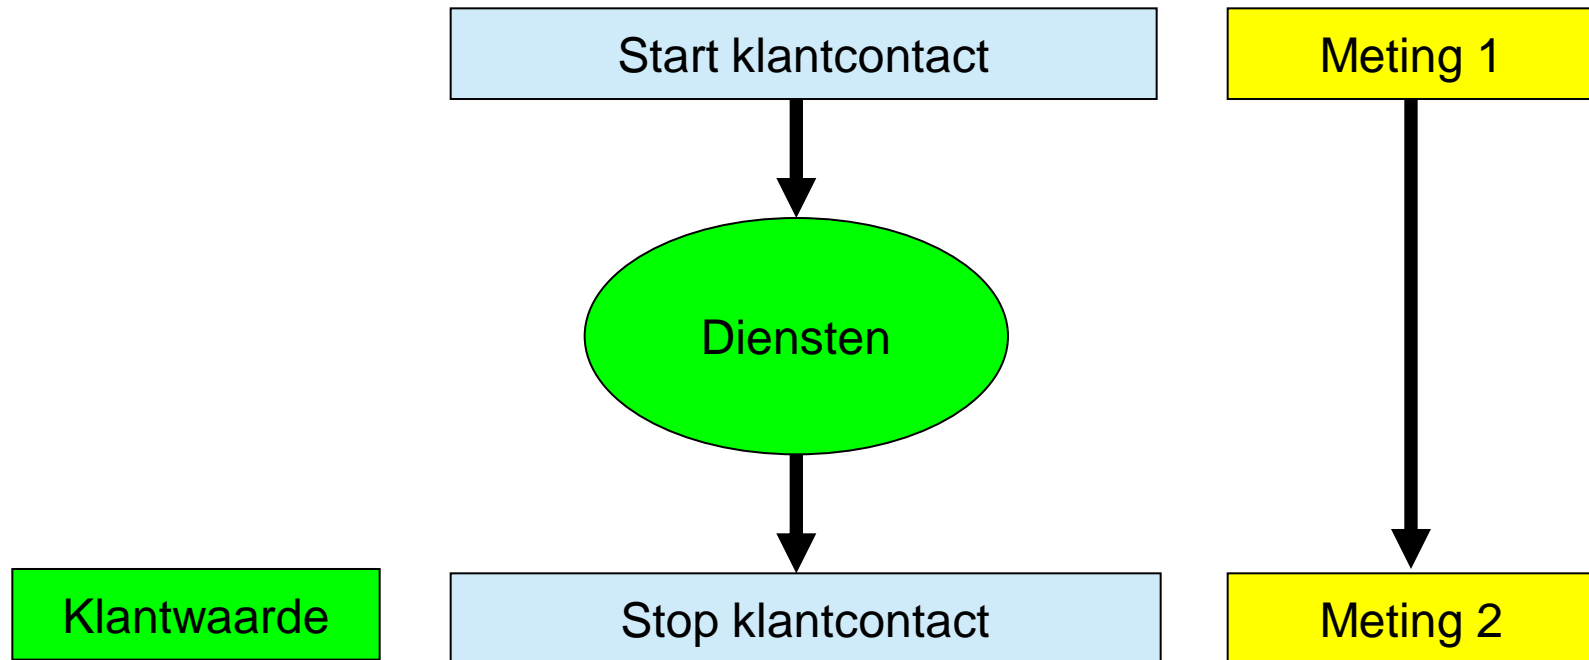 Start klantcontact
Meting 1
Diensten
Klantwaarde
Stop klantcontact
Meting 2